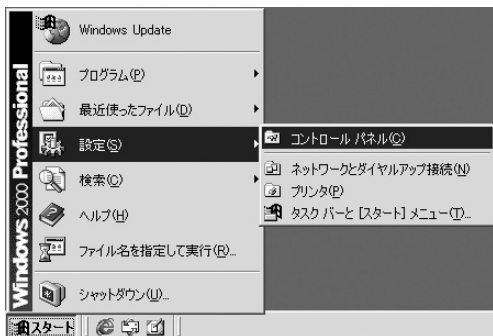 Windows Update
プログラム(P)
最近使ったファイル(D)
設定(S)
検索(C)
ヘルプ(H)
ファイル名を指定して実行(R)...
シャットダウン(U)...
Windows 2000 Professional
コントロール パネル(C)
ネットワークとダイヤルアップ接続(N)
プリンタ(P)
タスク バーと [スタート] メニュー(T)...
スタート